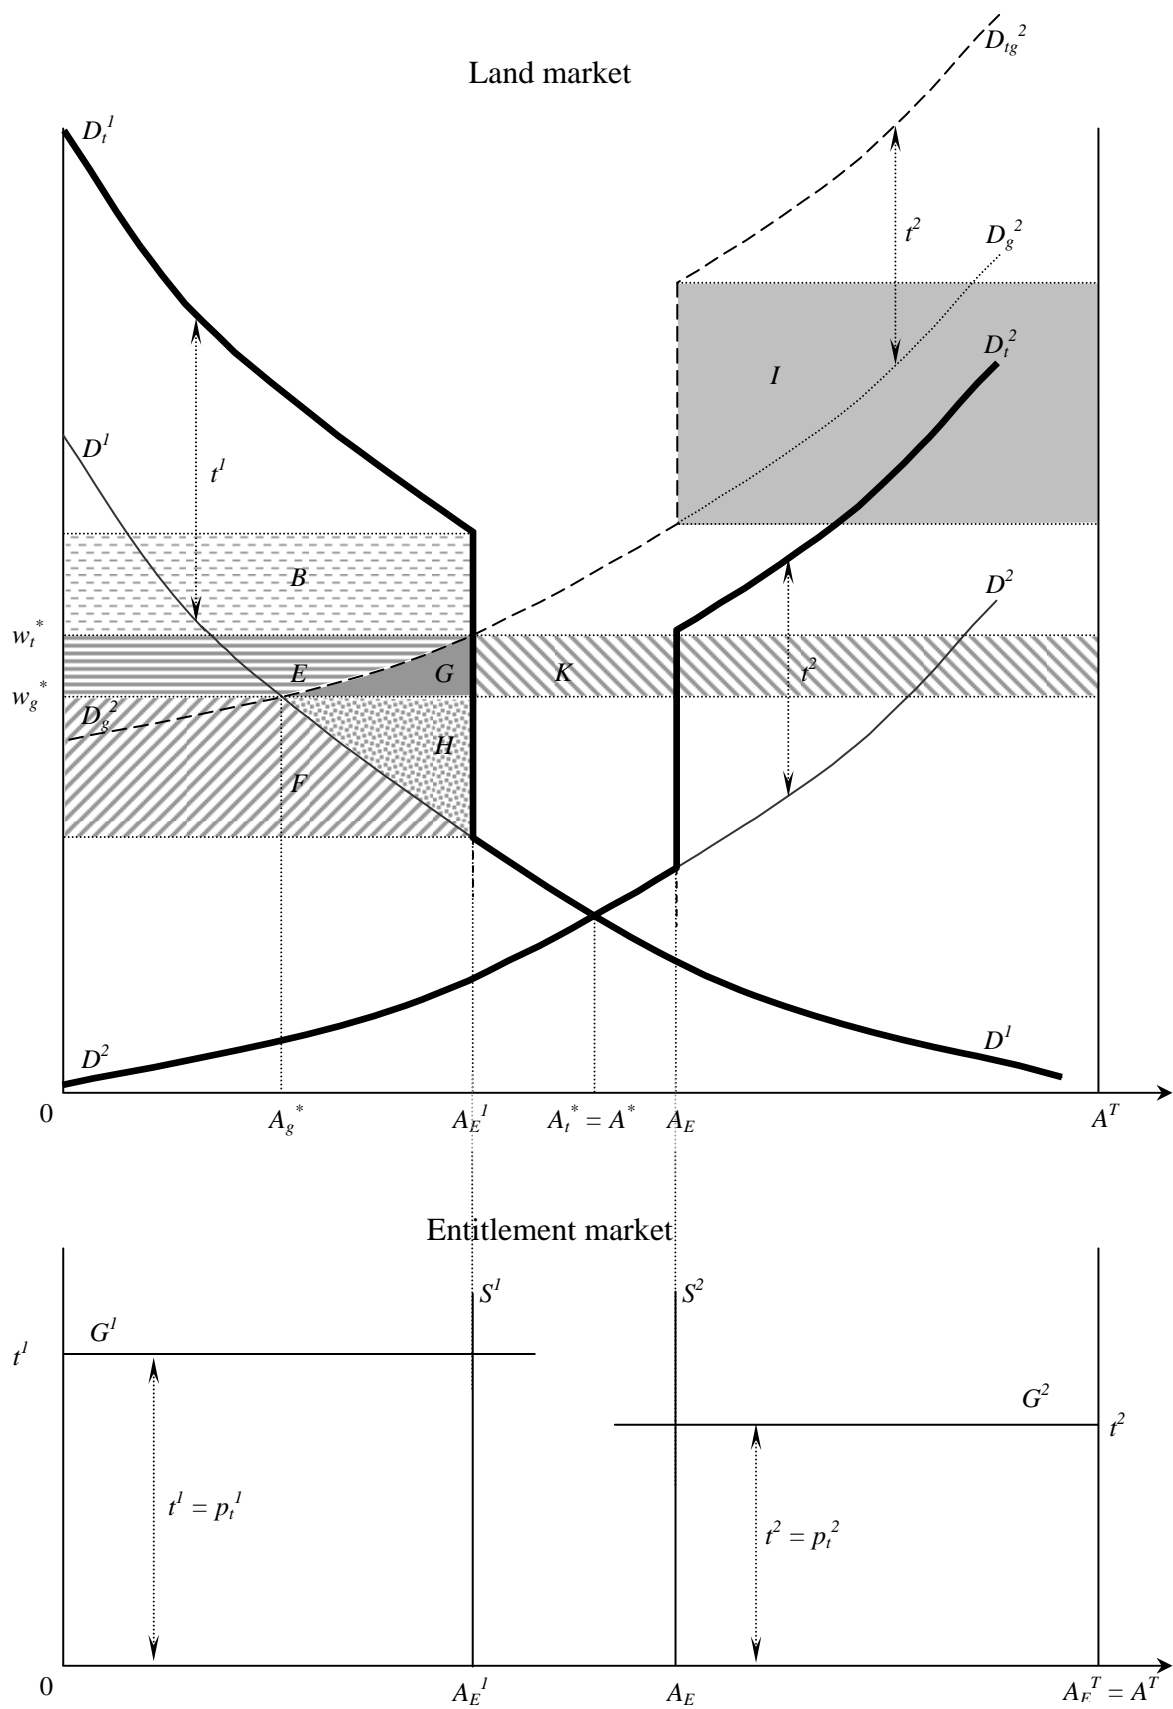 D_tg^2
Land market
D_t^1
t^2
D_g^2
D_t^2
I
D^1
t^1
B
D^2
w_t^*
E
G
K
t^2
w_g^*
D_g^2
H
F
D^2
D^1
0
A_g^*
A_E^1
A_t^* = A^*
A_E
A^T
Entitlement market
S^1
S^2
G^1
t^1
G^2
t^2
t^1 = p_t^1
t^2 = p_t^2
0
A_E^1
A_E
A_E^T = A^T